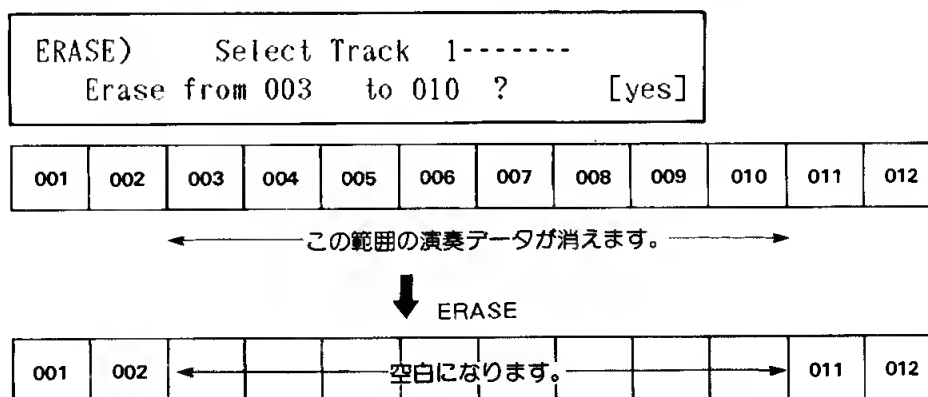 ERASE) Select Track 1-------
Erase from 003 to 010 ? [yes]
001 002 003 004 005 006 007 008 009 010 011 012
この範囲の演奏データが消えます。
ERASE
001 002 空白になります。 011 012